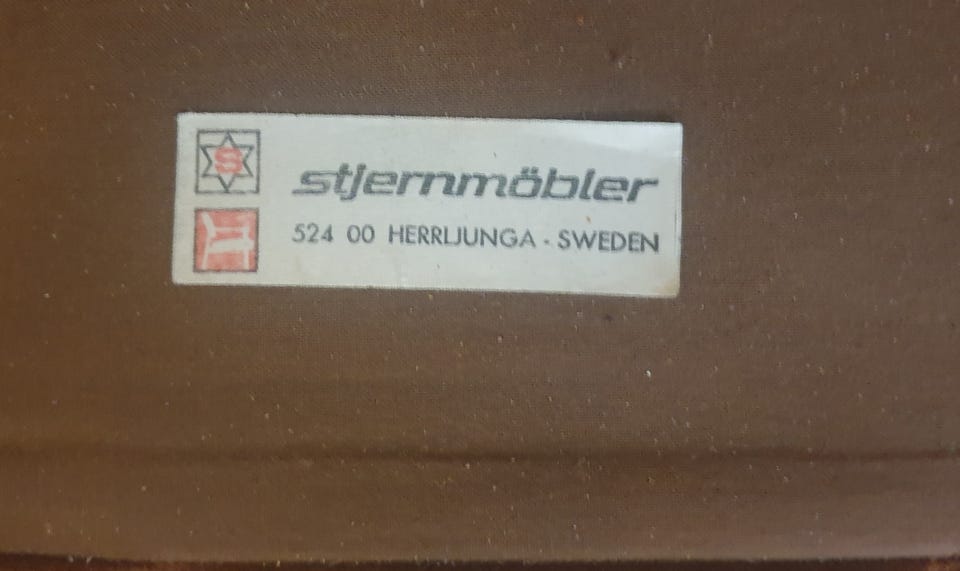 S
stjernmöbler
524 00 HERRLJUNGA · SWEDEN